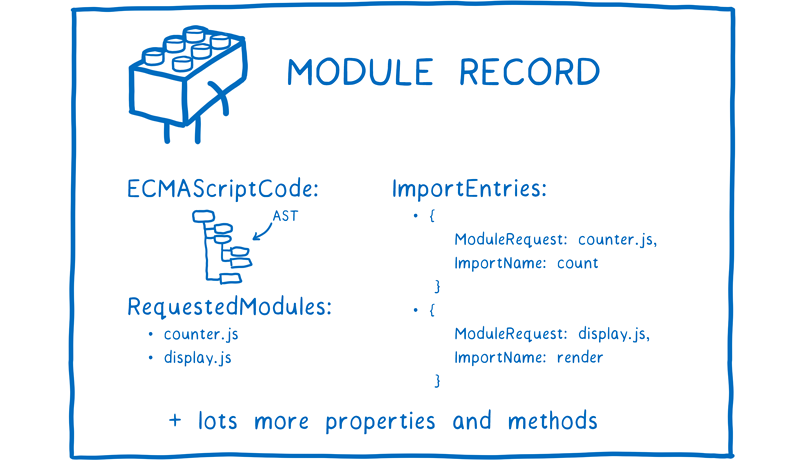 MODULE RECORD
ECMAScriptCode:
AST
RequestedModules:
• counter.js
• display.js
ImportEntries:
• {
ModuleRequest: counter.js,
ImportName: count
}
• {
ModuleRequest: display.js,
ImportName: render
}
+ lots more properties and methods